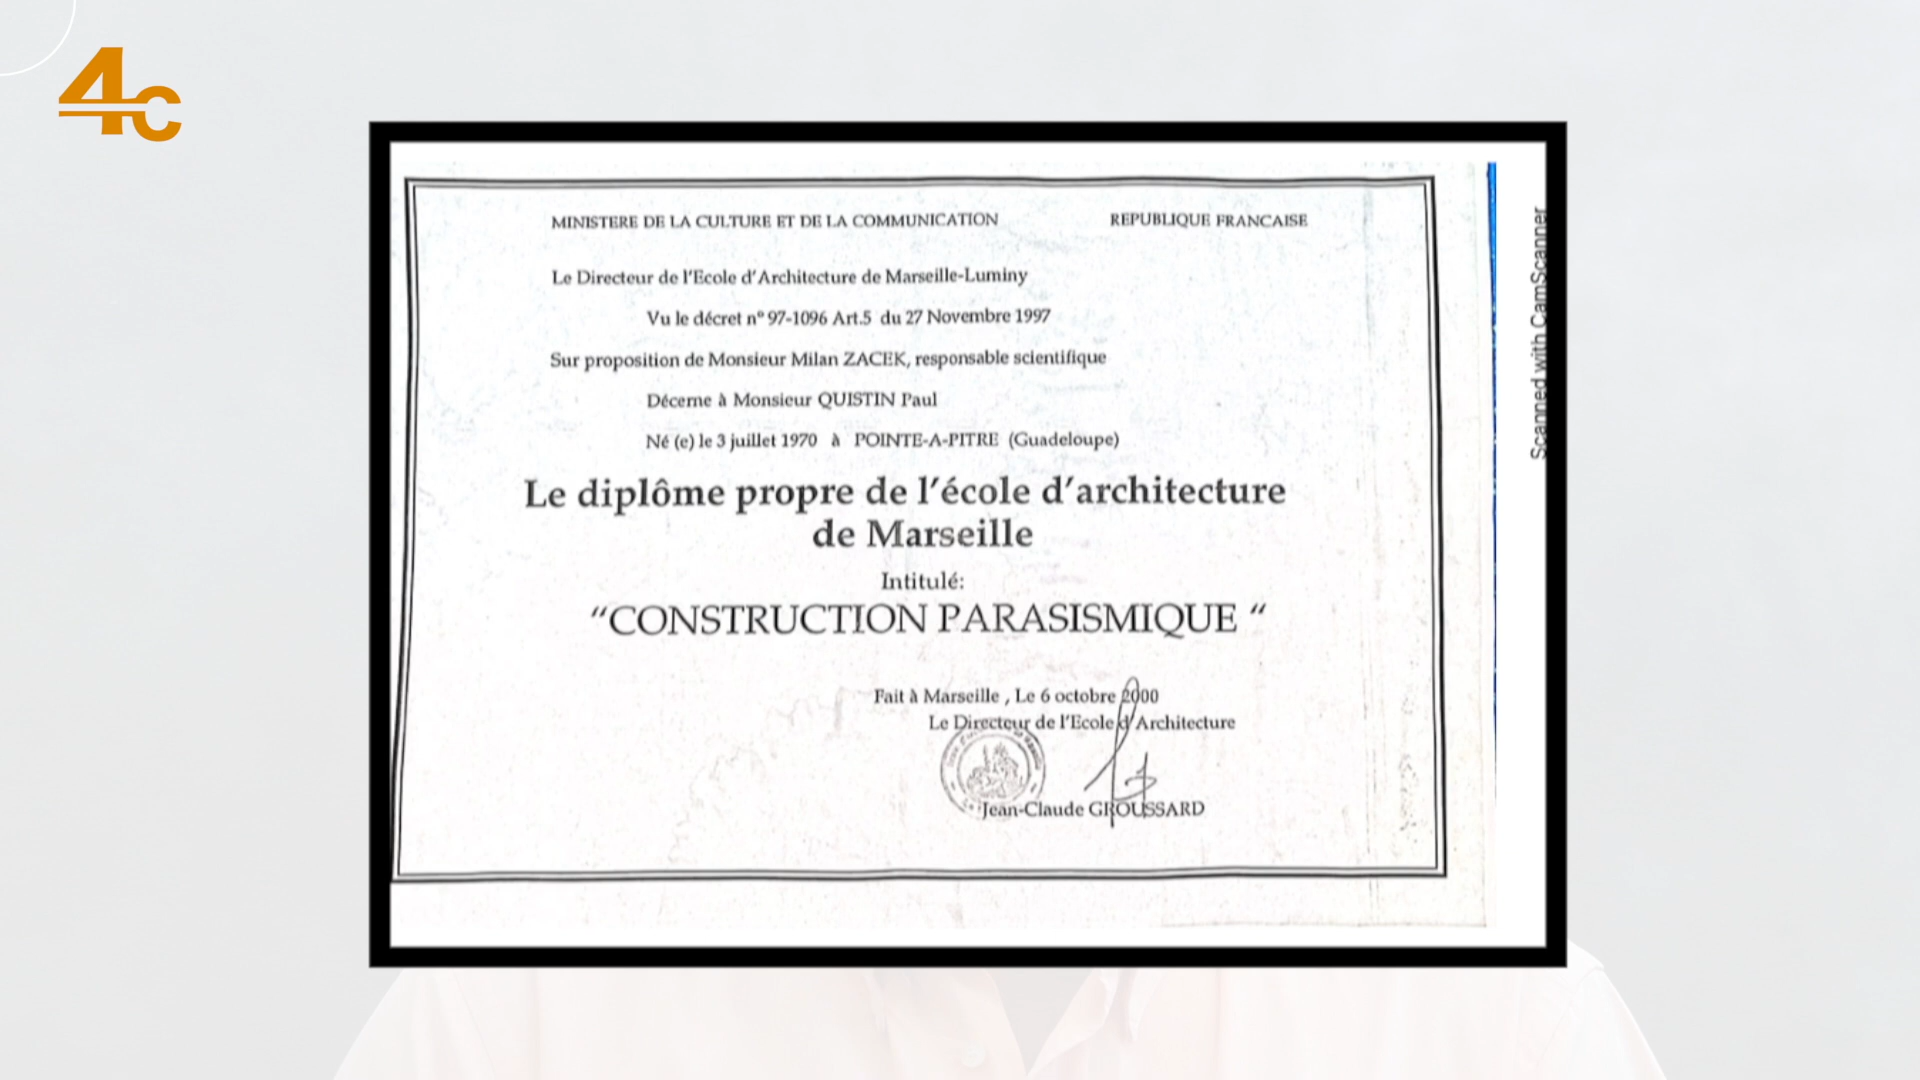 4c
MINISTERE DE LA CULTURE ET DE LA COMMUNICATION REPUBLIQUE FRANCAISE
Le Directeur de l'Ecole d'Architecture de Marseille-Luminy
Vu le décret n° 97-1096 Art.5 du 27 Novembre 1997
Sur proposition de Monsieur Milan ZACEK, responsable scientifique
Décerne à Monsieur QUISTIN Paul
Né (e) le 3 juillet 1970 à POINTE-A-PITRE (Guadeloupe)
Le diplôme propre de l'école d'architecture
de Marseille
Intitulé:
“CONSTRUCTION PARASISMIQUE “
Fait à Marseille , Le 6 octobre 2000
Le Directeur de l'Ecole d'Architecture
Jean-Claude GROUSSARD
Scanned with CamScanner